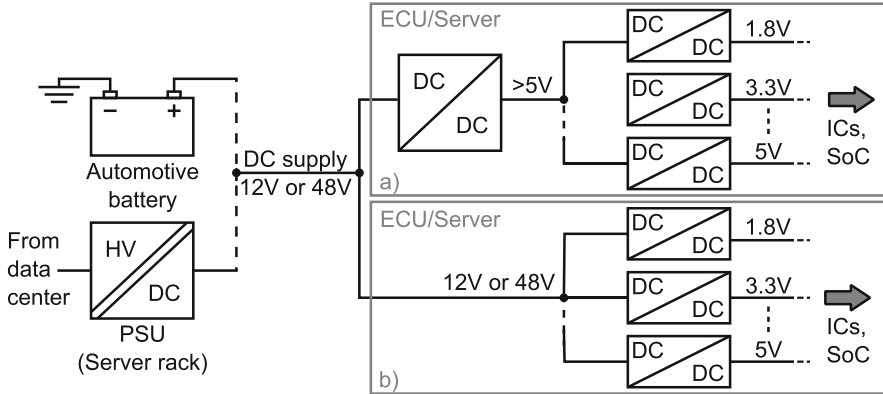 ECU/Server
DC
DC
>5V
DC
DC
1.8V
DC
DC
3.3V
DC
DC
5V
ICs,
SoC
a)
− +
Automotive
battery
DC supply
12V or 48V
From
data
center
HV
DC
PSU
(Server rack)
ECU/Server
12V or 48V
DC
DC
1.8V
DC
DC
3.3V
DC
DC
5V
ICs,
SoC
b)